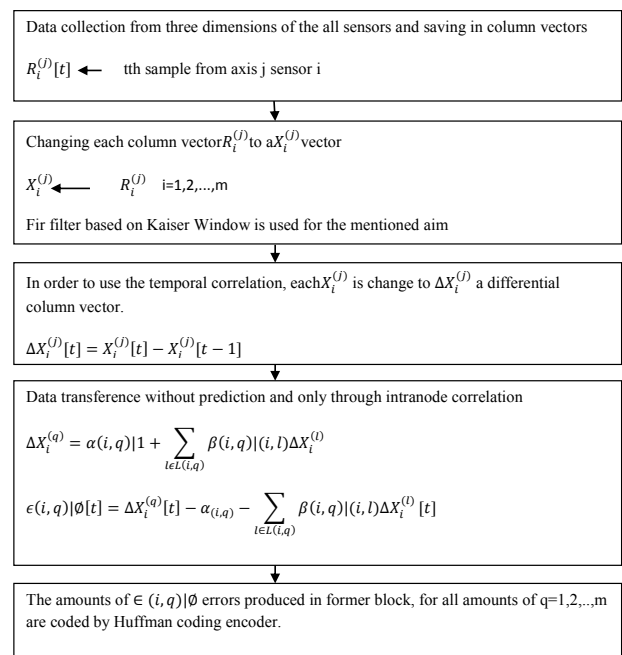 Data collection from three dimensions of the all sensors and saving in column vectors
R_i^{(j)}[t] ← tth sample from axis j sensor i
Changing each column vectorR_i^{(j)}to aX_i^{(j)}vector
X_i^{(j)} ← R_i^{(j)} i=1,2,...,m
Fir filter based on Kaiser Window is used for the mentioned aim
In order to use the temporal correlation, eachX_i^{(j)} is change to ΔX_i^{(j)} a differential
column vector.
ΔX_i^{(j)}[t] = X_i^{(j)}[t] − X_i^{(j)}[t − 1]
Data transference without prediction and only through intranode correlation
ΔX_i^{(q)} = α(i,q)|1 + ∑_{lϵL(i,q)} β(i,q)|(i,l)ΔX_i^{(l)}
ϵ(i,q)|∅[t] = ΔX_i^{(q)}[t] − α_{(i,q)} − ∑_{l∈L(i,q)} β(i,q)|(i,l)ΔX_i^{(l)} [t]
The amounts of ∈ (i,q)|∅ errors produced in former block, for all amounts of q=1,2,..,m
are coded by Huffman coding encoder.